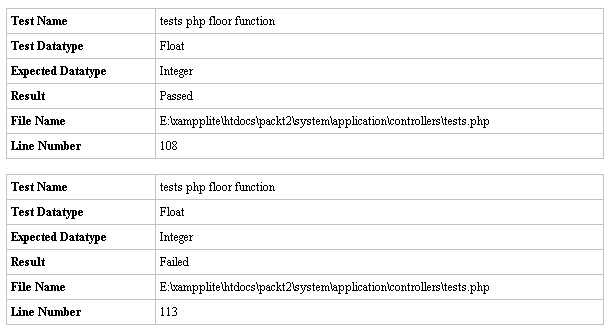 Test Name tests php floor function
Test Datatype Float
Expected Datatype Integer
Result Passed
File Name E:\xampplite\htdocs\packt2\system\application\controllers\tests.php
Line Number 108
Test Name tests php floor function
Test Datatype Float
Expected Datatype Integer
Result Failed
File Name E:\xampplite\htdocs\packt2\system\application\controllers\tests.php
Line Number 113